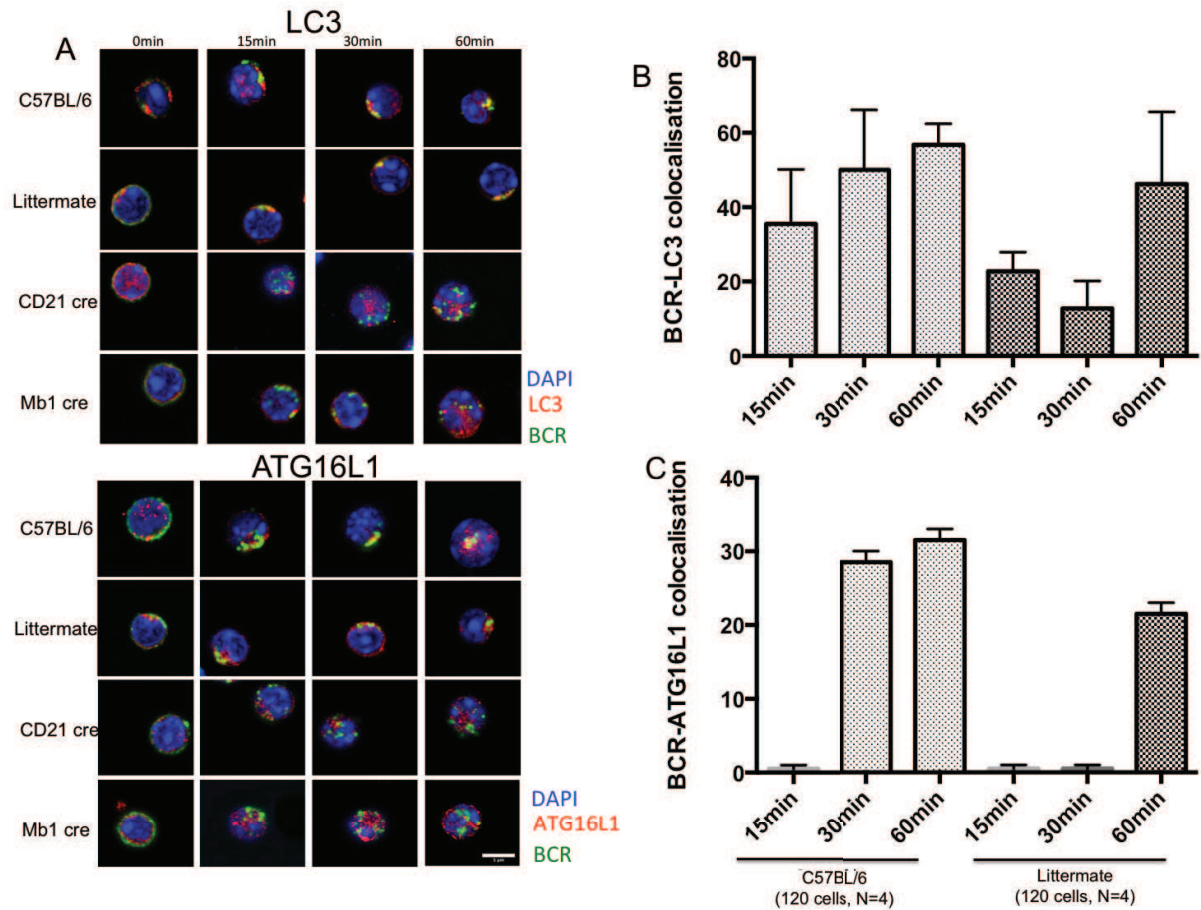 LC3
A
0min 15min 30min 60min
C57BL/6
Littermate
CD21 cre
Mb1 cre
DAPI
LC3
BCR
ATG16L1
C57BL/6
Littermate
CD21 cre
Mb1 cre
DAPI
ATG16L1
BCR
5 µm
B
BCR-LC3 colocalisation
80
60
40
20
0
15min 30min 60min 15min 30min 60min
C
BCR-ATG16L1 colocalisation
40
30
20
10
0
15min 30min 60min 15min 30min 60min
C57BL/6 Littermate
(120 cells, N=4) (120 cells, N=4)